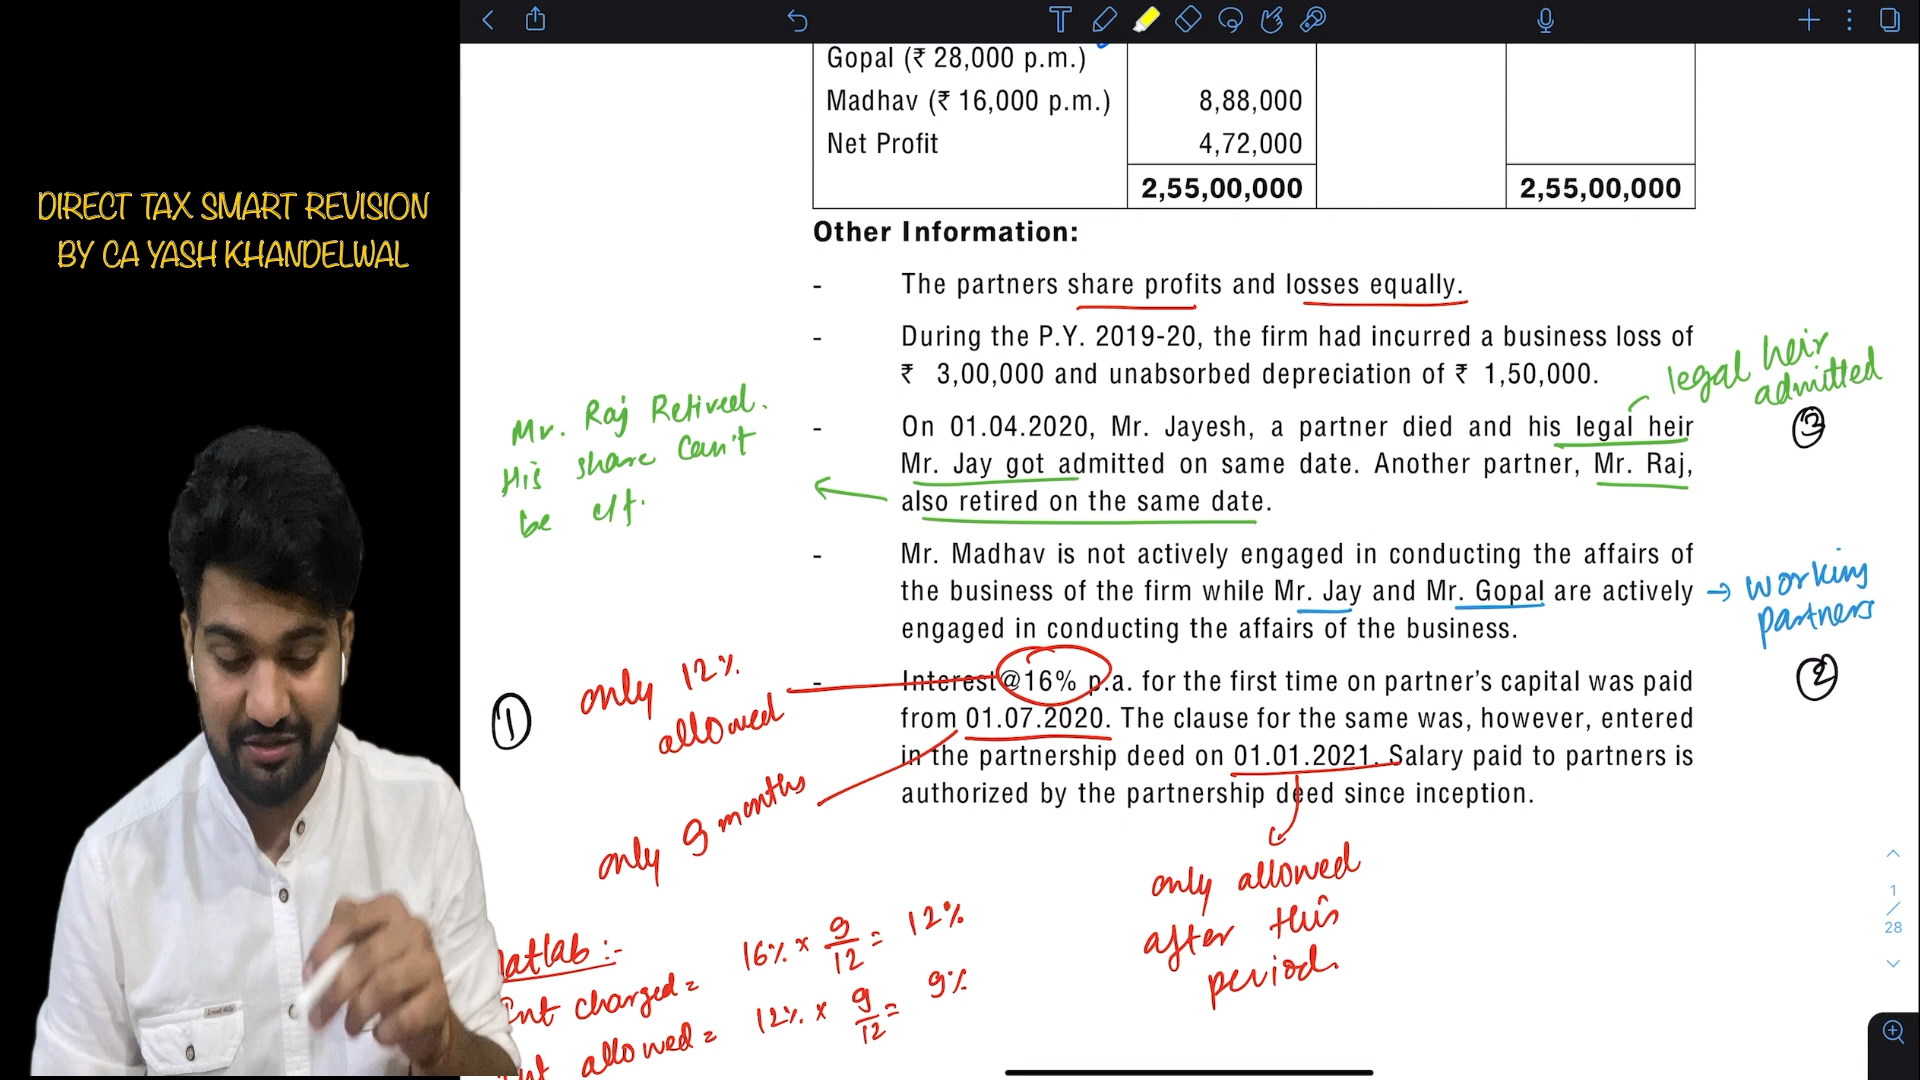 DIRECT TAX SMART REVISION
BY CA YASH KHANDELWAL
Gopal (₹ 28,000 p.m.)
Madhav (₹ 16,000 p.m.) 8,88,000
Net Profit 4,72,000
2,55,00,000 2,55,00,000
Other Information:
- The partners share profits and losses equally.
- During the P.Y. 2019-20, the firm had incurred a business loss of
₹ 3,00,000 and unabsorbed depreciation of ₹ 1,50,000.
legal heir
admitted
③
- On 01.04.2020, Mr. Jayesh, a partner died and his legal heir
Mr. Jay got admitted on same date. Another partner, Mr. Raj,
also retired on the same date.
Mr. Raj Retired.
His share can't
be c/f.
- Mr. Madhav is not actively engaged in conducting the affairs of
the business of the firm while Mr. Jay and Mr. Gopal are actively
engaged in conducting the affairs of the business.
→ working
partners
②
- Interest @16% p.a. for the first time on partner's capital was paid
from 01.07.2020. The clause for the same was, however, entered
in the partnership deed on 01.01.2021. Salary paid to partners is
authorized by the partnership deed since inception.
①
only 12%
allowed
only 9 months
only allowed
after this
period.
atlab :-
Int charged = 16% × 9/12 = 12%
allowed = 12% × 9/12 = 9%
1
/
28